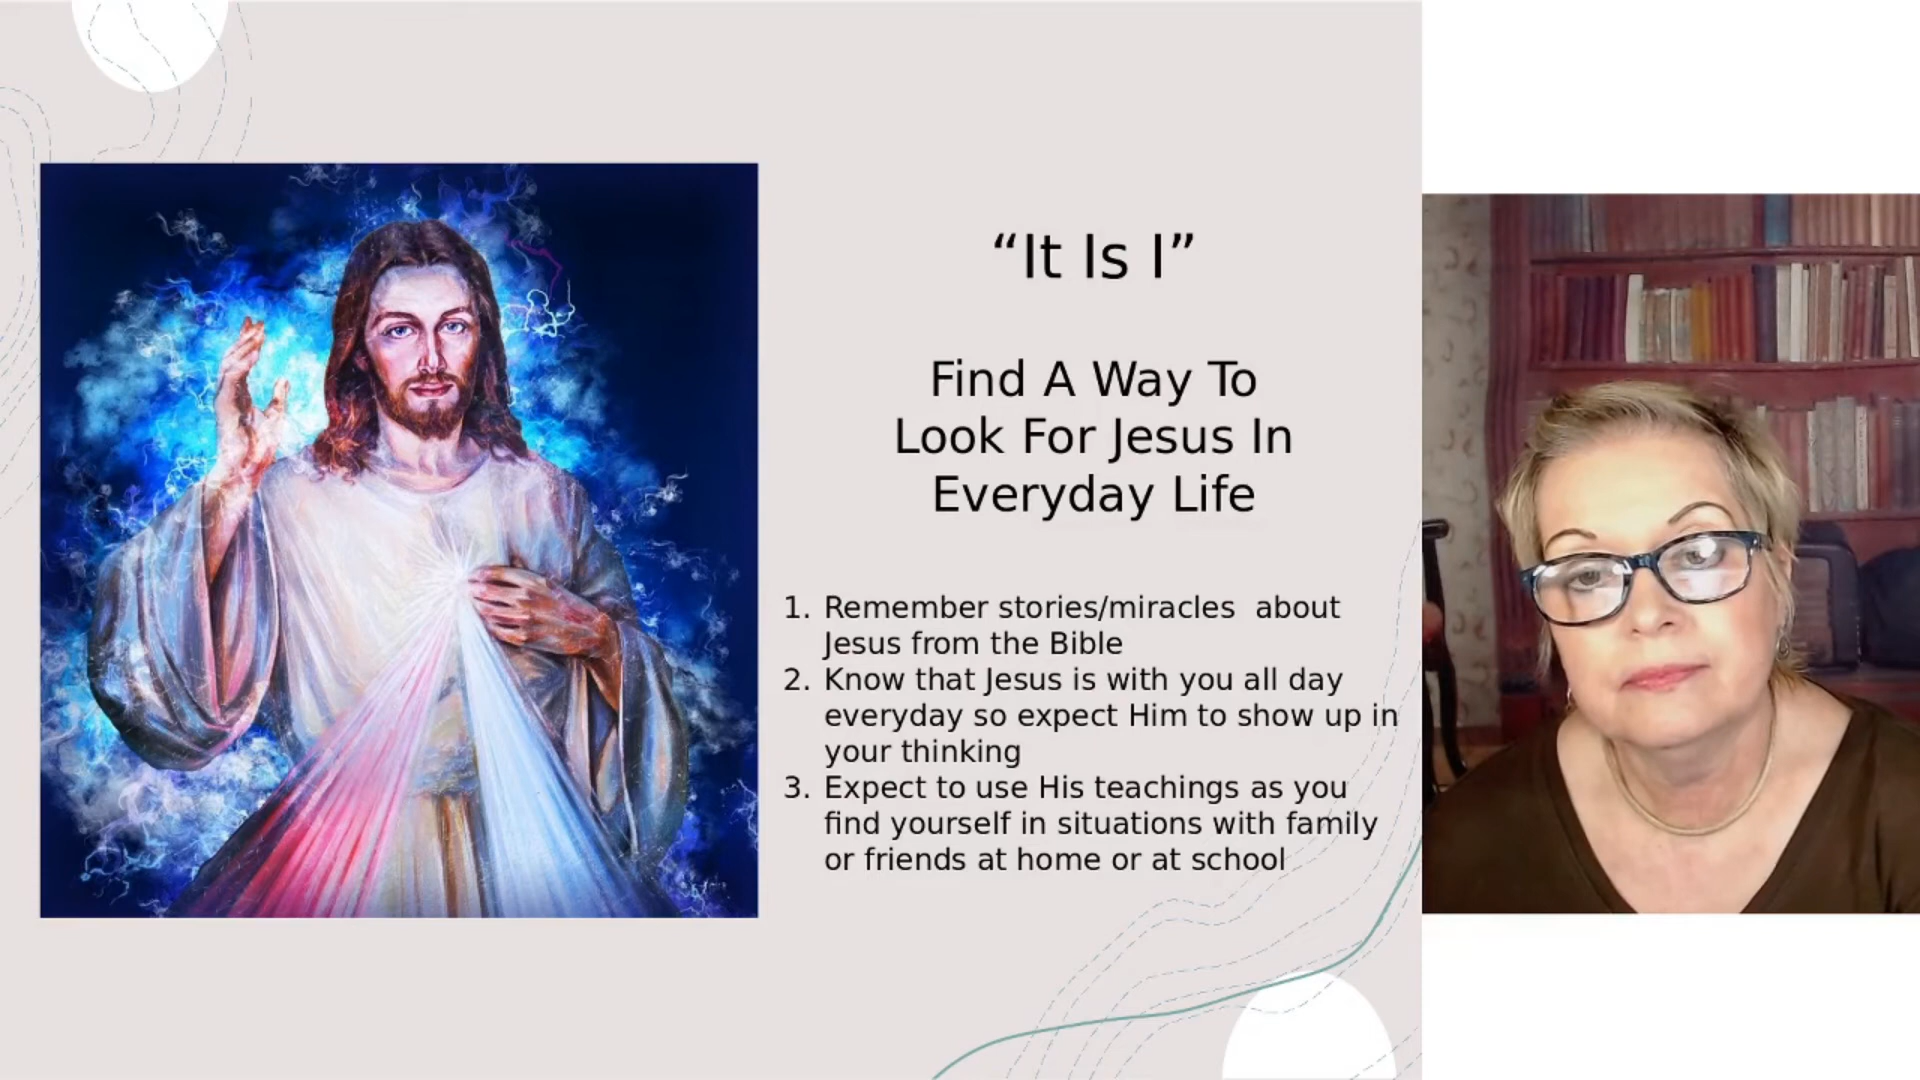 “It Is I”
Find A Way To
Look For Jesus In
Everyday Life
1. Remember stories/miracles  about
Jesus from the Bible
2. Know that Jesus is with you all day
everyday so expect Him to show up in
your thinking
3. Expect to use His teachings as you
find yourself in situations with family
or friends at home or at school